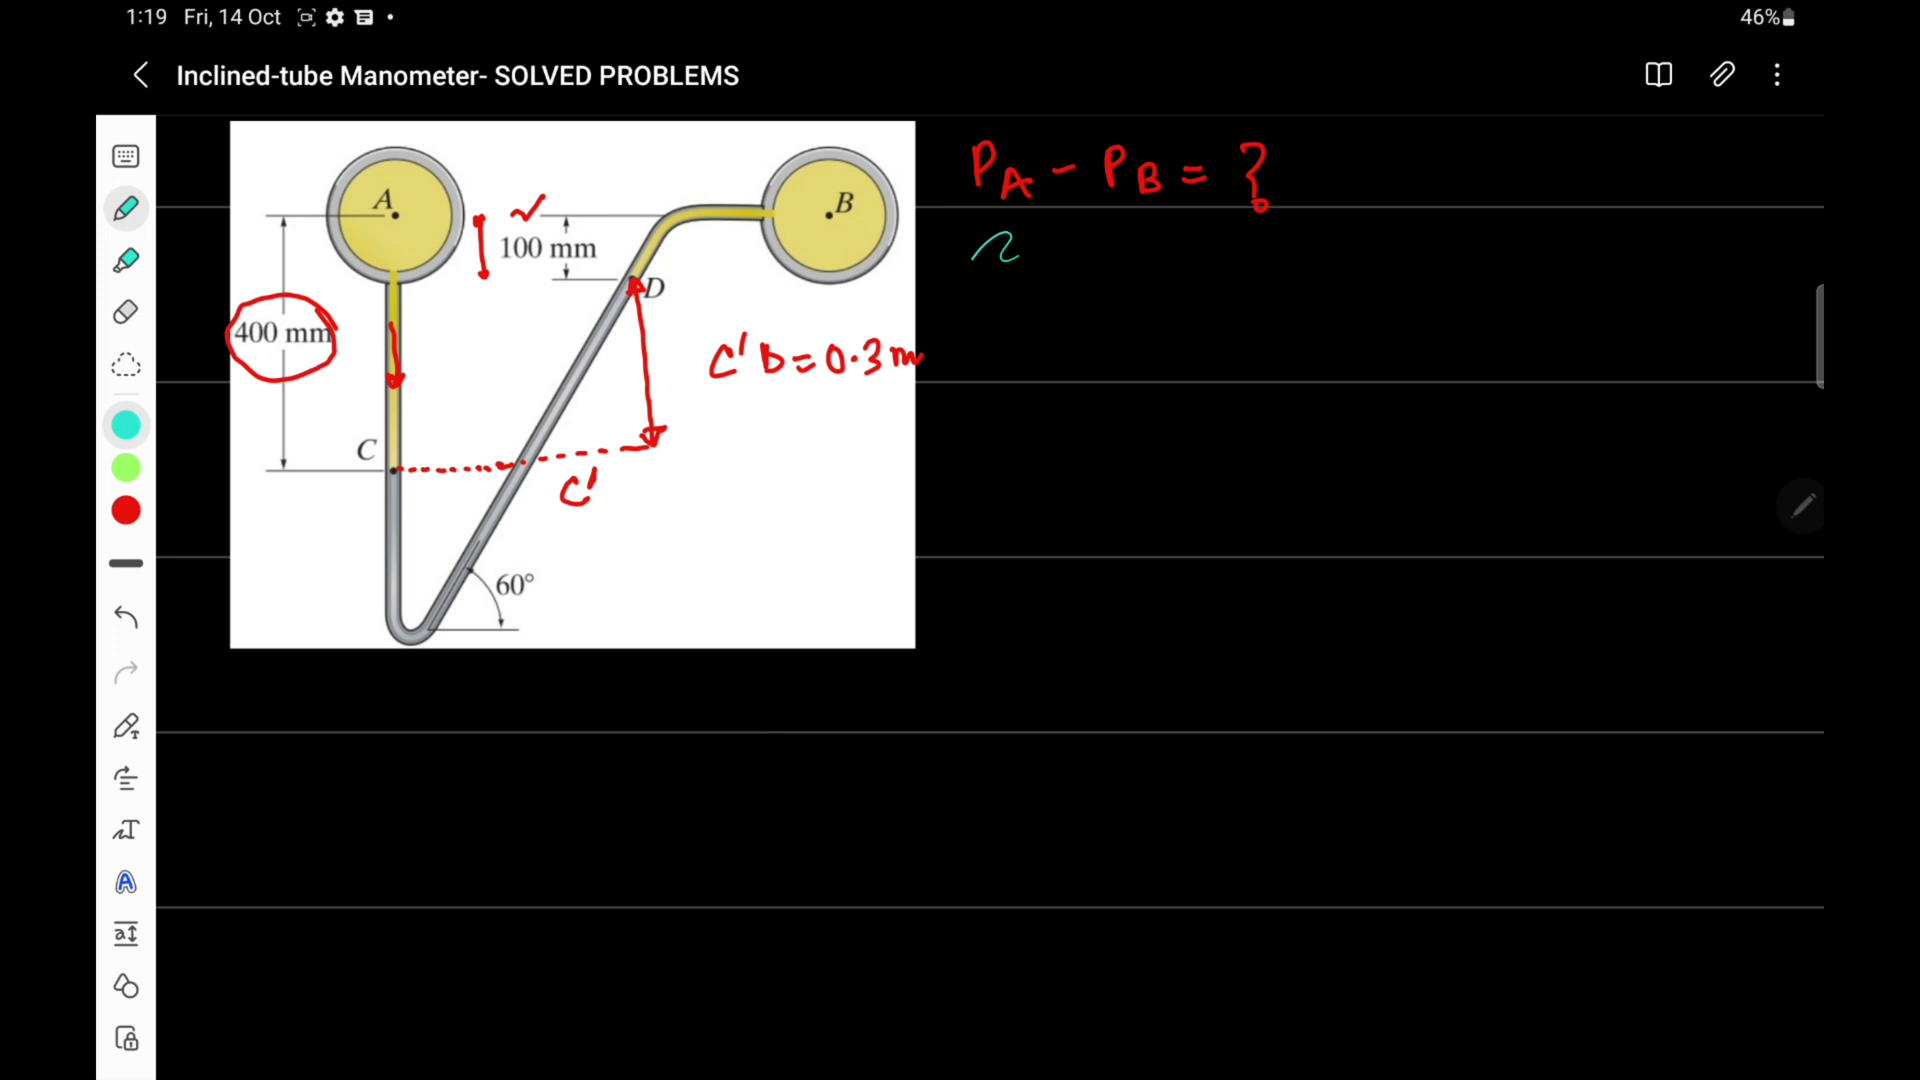 1:19 Fri, 14 Oct
46%
Inclined-tube Manometer- SOLVED PROBLEMS
A
B
100 mm
D
400 mm
C
60°
C'
C'D = 0.3 m
PA - PB = ?